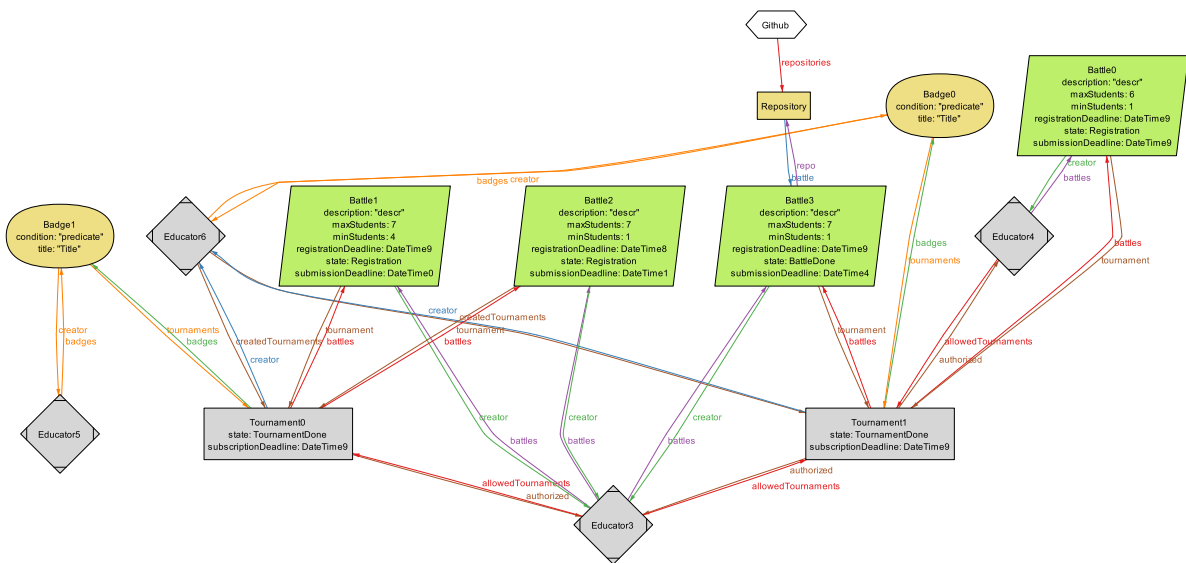 Github
repositories
Repository
Badge0
condition: "predicate"
title: "Title"
Battle0
description: "descr"
maxStudents: 6
minStudents: 1
registrationDeadline: DateTime9
state: Registration
submissionDeadline: DateTime9
repo
battle
badges
creator
creator
battles
Badge1
condition: "predicate"
title: "Title"
Educator6
Battle1
description: "descr"
maxStudents: 7
minStudents: 4
registrationDeadline: DateTime9
state: Registration
submissionDeadline: DateTime0
Battle2
description: "descr"
maxStudents: 7
minStudents: 1
registrationDeadline: DateTime8
state: Registration
submissionDeadline: DateTime1
Battle3
description: "descr"
maxStudents: 7
minStudents: 1
registrationDeadline: DateTime9
state: BattleDone
submissionDeadline: DateTime4
Educator4
badges
tournaments
battles
tournament
creator
creator
badges
tournaments
badges
createdTournaments
creator
tournament
battles
createdTournaments
tournament
battles
tournament
battles
allowedTournaments
authorized
Educator5
Tournament0
state: TournamentDone
subscriptionDeadline: DateTime9
creator
battles
creator
battles
creator
battles
Tournament1
state: TournamentDone
subscriptionDeadline: DateTime9
allowedTournaments
authorized
authorized
allowedTournaments
Educator3